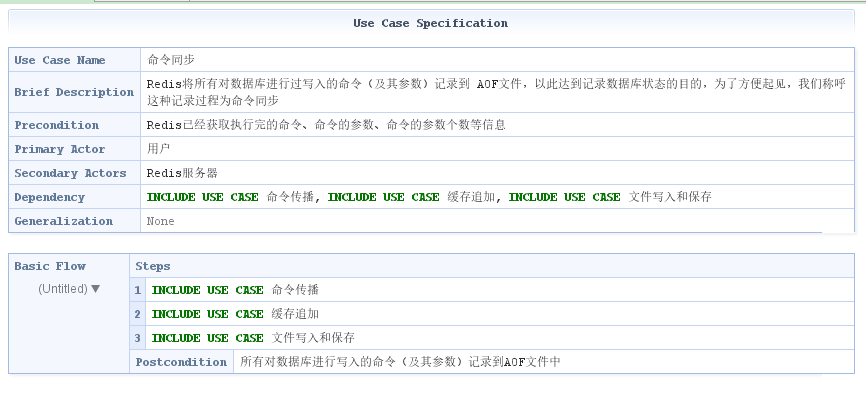 Use Case Specification
Use Case Name 命令同步
Brief Description Redis将所有对数据库进行过写入的命令（及其参数）记录到 AOF文件，以此达到记录数据库状态的目的，为了方便起见，我们称呼
这种记录过程为命令同步
Precondition Redis已经获取执行完的命令、命令的参数、命令的参数个数等信息
Primary Actor 用户
Secondary Actors Redis服务器
Dependency INCLUDE USE CASE 命令传播, INCLUDE USE CASE 缓存追加, INCLUDE USE CASE 文件写入和保存
Generalization None
Basic Flow Steps
(Untitled) ▼
1 INCLUDE USE CASE 命令传播
2 INCLUDE USE CASE 缓存追加
3 INCLUDE USE CASE 文件写入和保存
Postcondition 所有对数据库进行写入的命令（及其参数）记录到AOF文件中